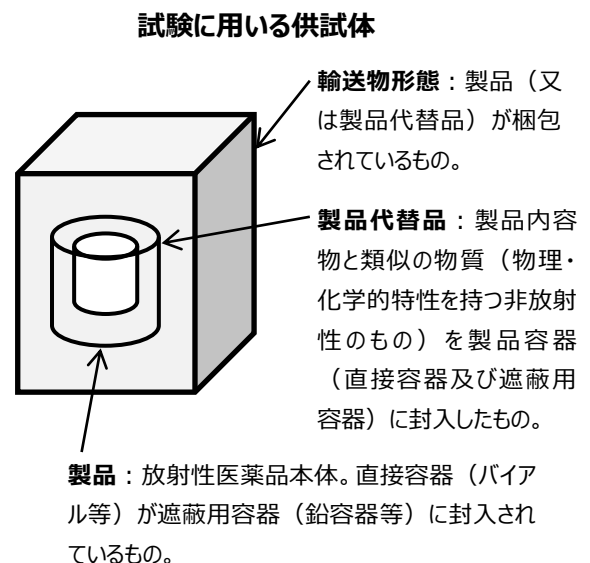 試験に用いる供試体
輸送物形態：製品（又
は製品代替品）が梱包
されているもの。
製品代替品：製品内容
物と類似の物質（物理・
化学的特性を持つ非放射
性のもの）を製品容器
（直接容器及び遮蔽用
容器）に封入したもの。
製品：放射性医薬品本体。直接容器（バイア
ル等）が遮蔽用容器（鉛容器等）に封入され
ているもの。